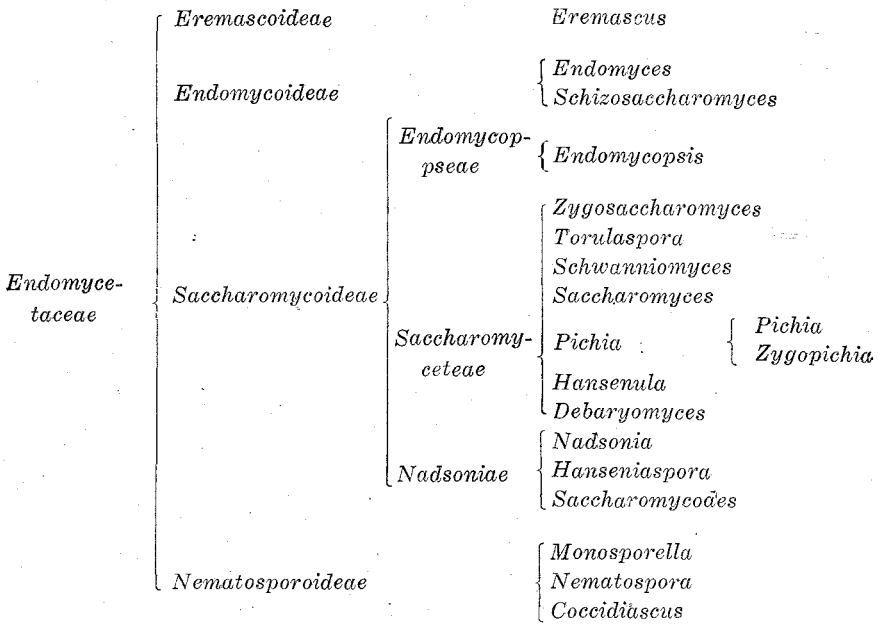 Eremascoideae
Eremascus
Endomycoideae
Endomyces
Schizosaccharomyces
Endomycop-
pseae
Endomycopsis
Zygosaccharomyces
Torulaspora
Schwanniomyces
Saccharomyces
Endomyce-
taceae
Saccharomycoideae
Saccharomy-
ceteae
Pichia
Pichia
Zygopichia
Hansenula
Debaryomyces
Nadsoniae
Nadsonia
Hanseniaspora
Saccharomycodes
Nematosporoideae
Monosporella
Nematospora
Coccidiascus